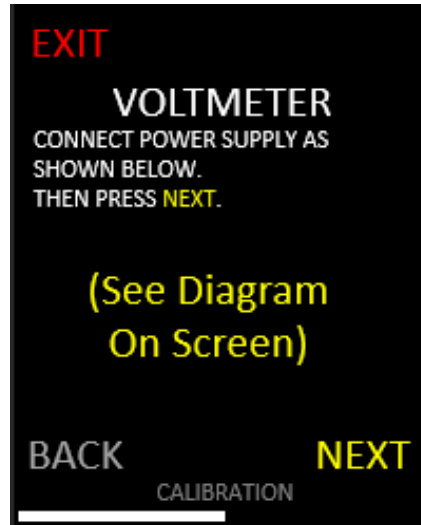 EXIT
VOLTMETER
CONNECT POWER SUPPLY AS
SHOWN BELOW.
THEN PRESS NEXT.
(See Diagram
On Screen)
BACK NEXT
CALIBRATION